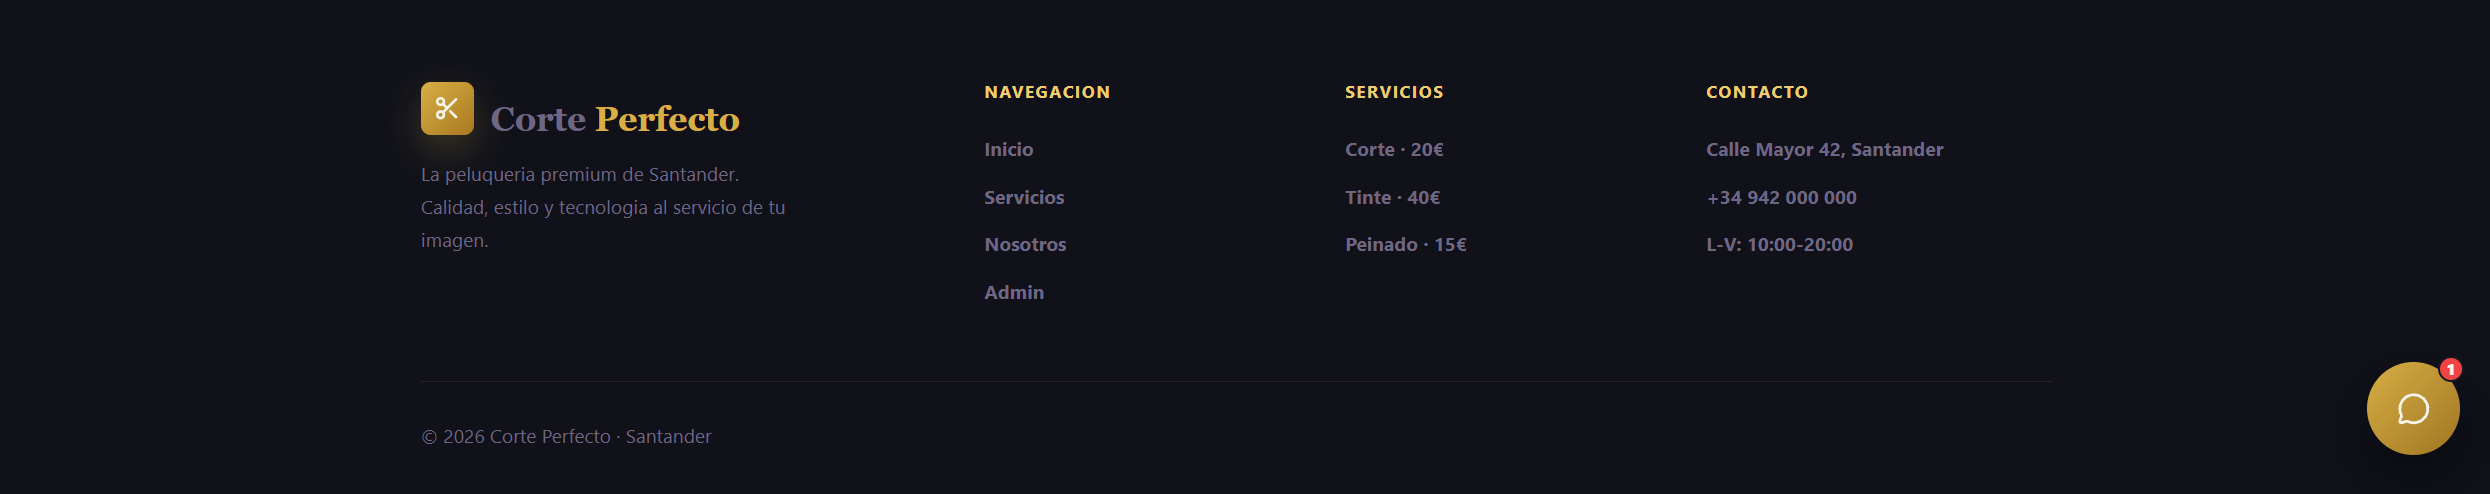 Corte Perfecto
La peluqueria premium de Santander.
Calidad, estilo y tecnologia al servicio de tu
imagen.
NAVEGACION
Inicio
Servicios
Nosotros
Admin
SERVICIOS
Corte · 20€
Tinte · 40€
Peinado · 15€
CONTACTO
Calle Mayor 42, Santander
+34 942 000 000
L-V: 10:00-20:00
© 2026 Corte Perfecto · Santander
1